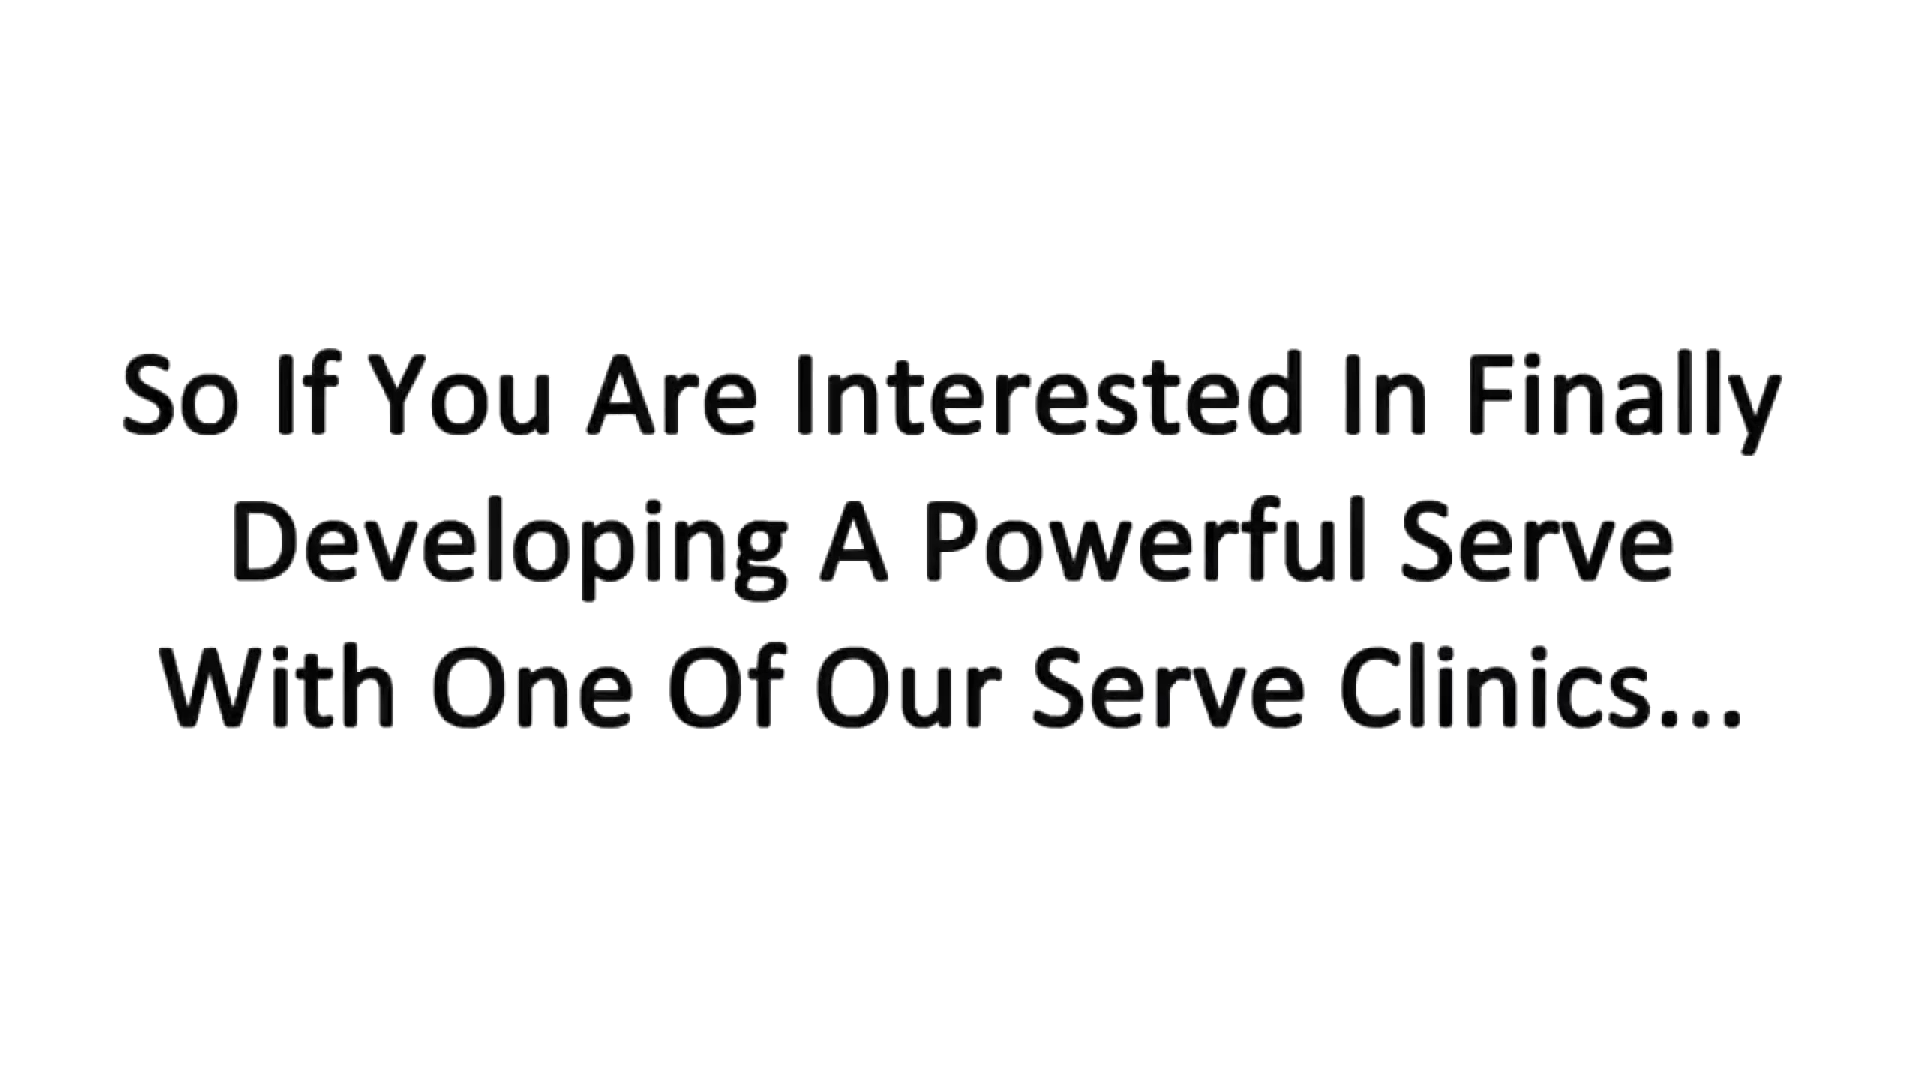 So If You Are Interested In Finally
Developing A Powerful Serve
With One Of Our Serve Clinics...